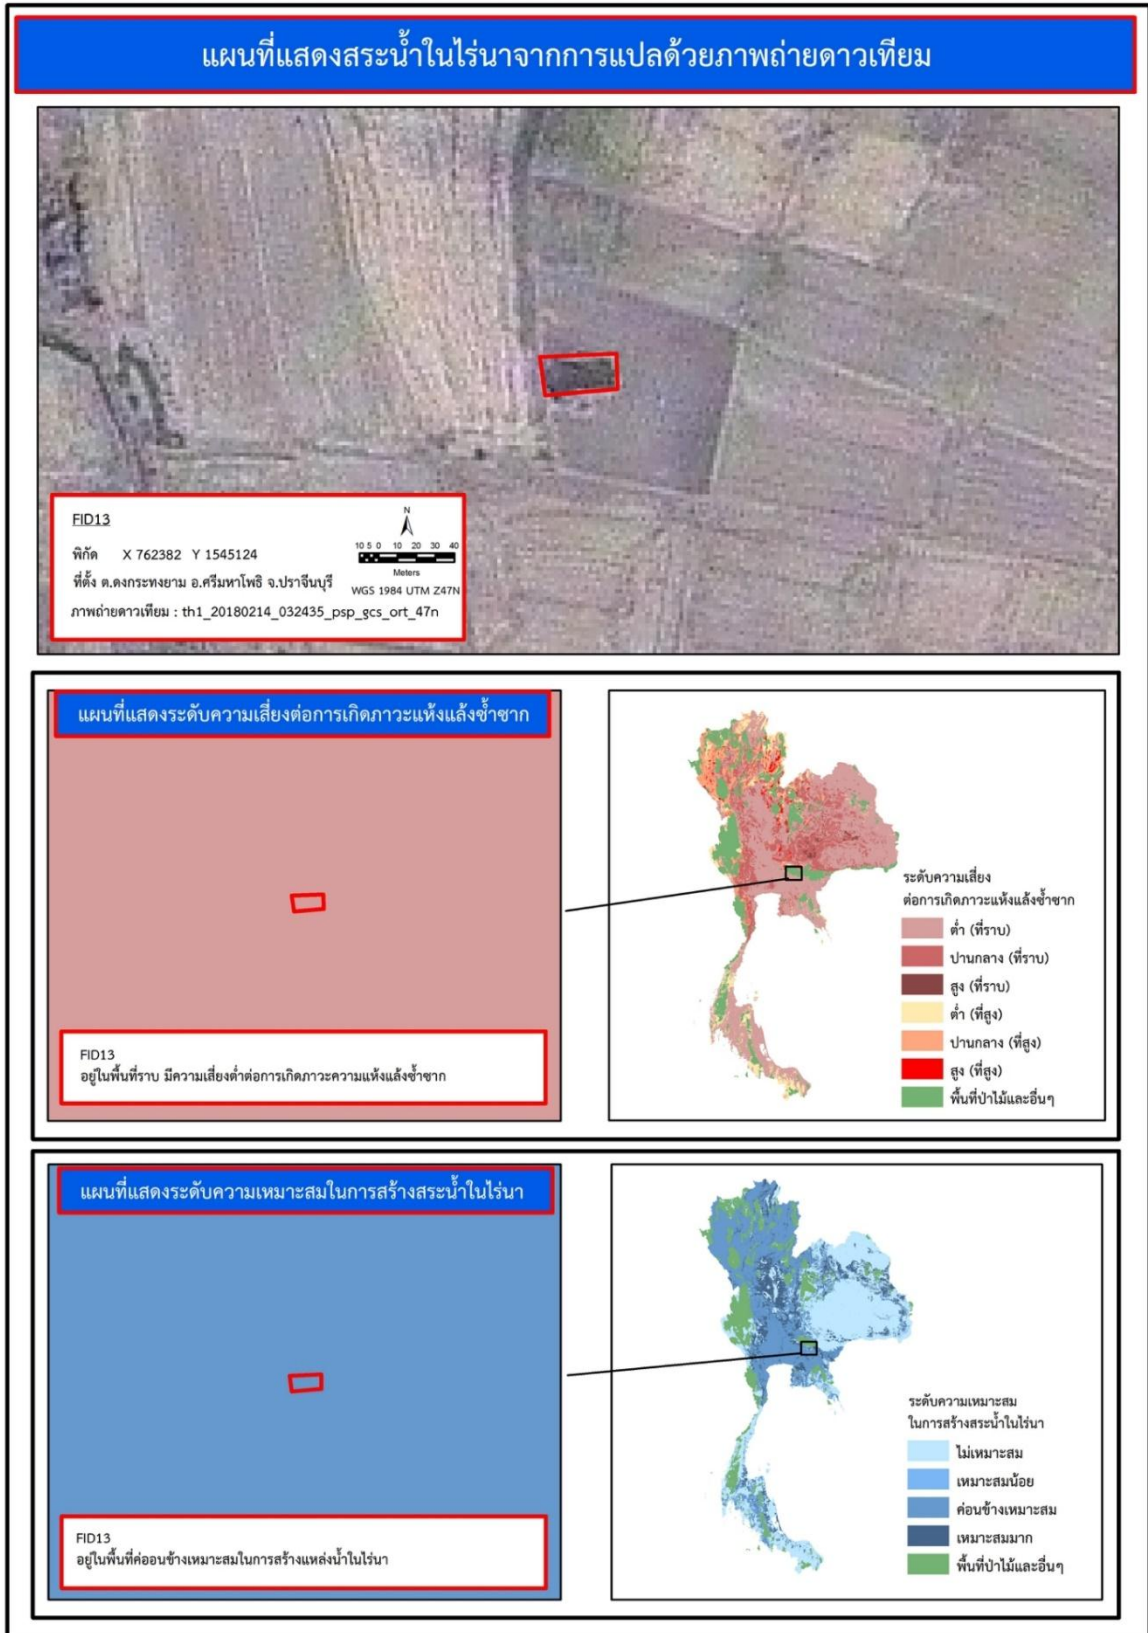 แผนที่แสดงสระน้ำในไร่นาจากการแปลด้วยภาพถ่ายดาวเทียม
FID13
พิกัด X 762382 Y 1545124
ที่ตั้ง ต.ดงกระทงยาม อ.ศรีมหาโพธิ จ.ปราจีนบุรี
ภาพถ่ายดาวเทียม : th1_20180214_032435_psp_gcs_ort_47n
N
10 5 0 10 20 30 40
Meters
WGS 1984 UTM Z47N
แผนที่แสดงระดับความเสี่ยงต่อการเกิดภาวะแห้งแล้งซ้ำซาก
FID13
อยู่ในพื้นที่ราบ มีความเสี่ยงต่ำต่อการเกิดภาวะความแห้งแล้งซ้ำซาก
ระดับความเสี่ยง
ต่อการเกิดภาวะแห้งแล้งซ้ำซาก
ต่ำ (ที่ราบ)
ปานกลาง (ที่ราบ)
สูง (ที่ราบ)
ต่ำ (ที่สูง)
ปานกลาง (ที่สูง)
สูง (ที่สูง)
พื้นที่ป่าไม้และอื่นๆ
แผนที่แสดงระดับความเหมาะสมในการสร้างสระน้ำในไร่นา
FID13
อยู่ในพื้นที่ค่ออนข้างเหมาะสมในการสร้างแหล่งน้ำในไร่นา
ระดับความเหมาะสม
ในการสร้างสระน้ำในไร่นา
ไม่เหมาะสม
เหมาะสมน้อย
ค่อนข้างเหมาะสม
เหมาะสมมาก
พื้นที่ป่าไม้และอื่นๆ